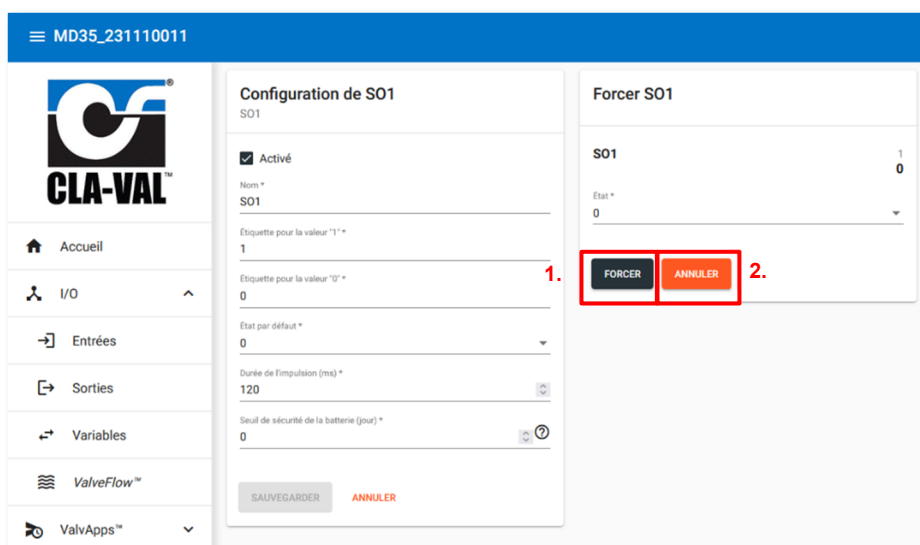 MD35_231110011
®
CLA-VAL™
Accueil
I/O
Entrées
Sorties
Variables
ValveFlow™
ValvApps™
Configuration de SO1
SO1
Activé
Nom *
SO1
Étiquette pour la valeur "1" *
1
Étiquette pour la valeur "0" *
0
État par défaut *
0
Durée de l'impulsion (ms) *
120
Seuil de sécurité de la batterie (jour) *
0
SAUVEGARDER ANNULER
Forcer SO1
SO1
1
0
État *
0
1. FORCER ANNULER 2.